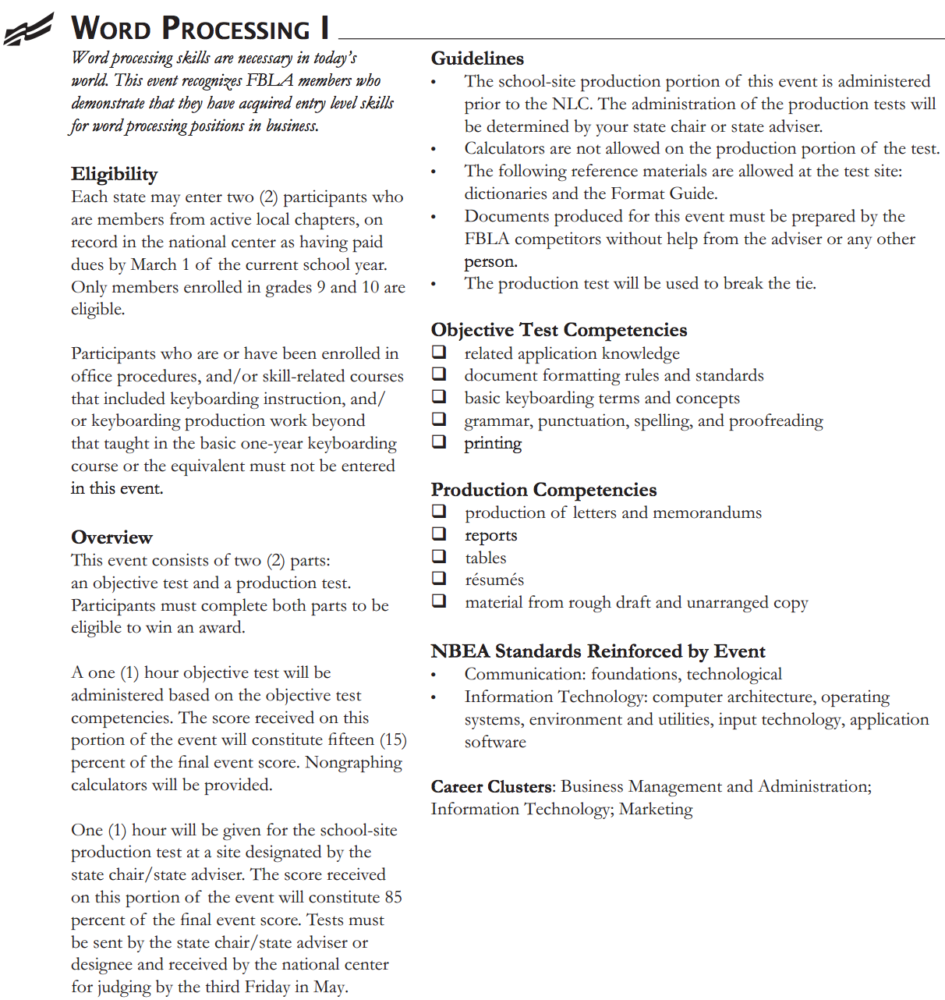 WORD PROCESSING I
Word processing skills are necessary in today's
world. This event recognizes FBLA members who
demonstrate that they have acquired entry level skills
for word processing positions in business.
Eligibility
Each state may enter two (2) participants who
are members from active local chapters, on
record in the national center as having paid
dues by March 1 of the current school year.
Only members enrolled in grades 9 and 10 are
eligible.
Participants who are or have been enrolled in
office procedures, and/or skill-related courses
that included keyboarding instruction, and/
or keyboarding production work beyond
that taught in the basic one-year keyboarding
course or the equivalent must not be entered
in this event.
Overview
This event consists of two (2) parts:
an objective test and a production test.
Participants must complete both parts to be
eligible to win an award.
A one (1) hour objective test will be
administered based on the objective test
competencies. The score received on this
portion of the event will constitute fifteen (15)
percent of the final event score. Nongraphing
calculators will be provided.
One (1) hour will be given for the school-site
production test at a site designated by the
state chair/state adviser. The score received
on this portion of the event will constitute 85
percent of the final event score. Tests must
be sent by the state chair/state adviser or
designee and received by the national center
for judging by the third Friday in May.
Guidelines
• The school-site production portion of this event is administered
prior to the NLC. The administration of the production tests will
be determined by your state chair or state adviser.
• Calculators are not allowed on the production portion of the test.
• The following reference materials are allowed at the test site:
dictionaries and the Format Guide.
• Documents produced for this event must be prepared by the
FBLA competitors without help from the adviser or any other
person.
• The production test will be used to break the tie.
Objective Test Competencies
❑ related application knowledge
❑ document formatting rules and standards
❑ basic keyboarding terms and concepts
❑ grammar, punctuation, spelling, and proofreading
❑ printing
Production Competencies
❑ production of letters and memorandums
❑ reports
❑ tables
❑ résumés
❑ material from rough draft and unarranged copy
NBEA Standards Reinforced by Event
• Communication: foundations, technological
• Information Technology: computer architecture, operating
systems, environment and utilities, input technology, application
software
Career Clusters: Business Management and Administration;
Information Technology; Marketing